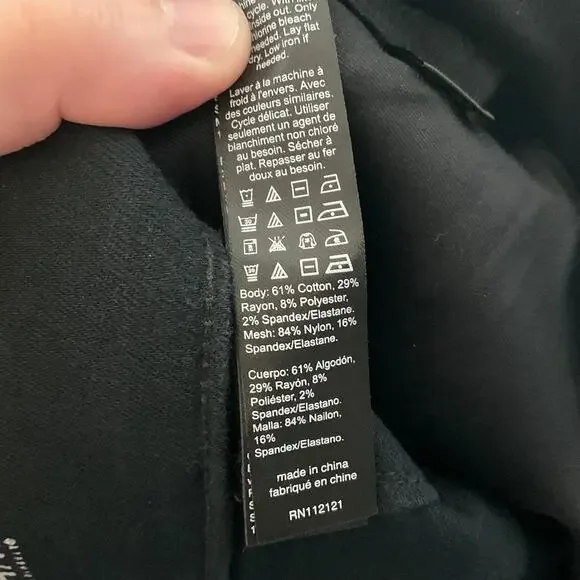 cycle. With
inside out. Only
chlorine bleach
needed. Lay flat
dry. Low iron if
needed.
Laver à la machine à
froid à l'envers. Avec
des couleurs similaires.
Cycle délicat. Utiliser
seulement un agent de
blanchiment non chloré
au besoin. Sécher à
plat. Repasser au fer
doux au besoin.
Body: 61% Cotton, 29%
Rayon, 8% Polyester,
2% Spandex/Elastane.
Mesh: 84% Nylon, 16%
Spandex/Elastane.
Cuerpo: 61% Algodón,
29% Rayón, 8%
Poliéster, 2%
Spandex/Elastano.
Malla: 84% Nailon,
16%
Spandex/Elastano.
made in china
fabriqué en chine
RN112121